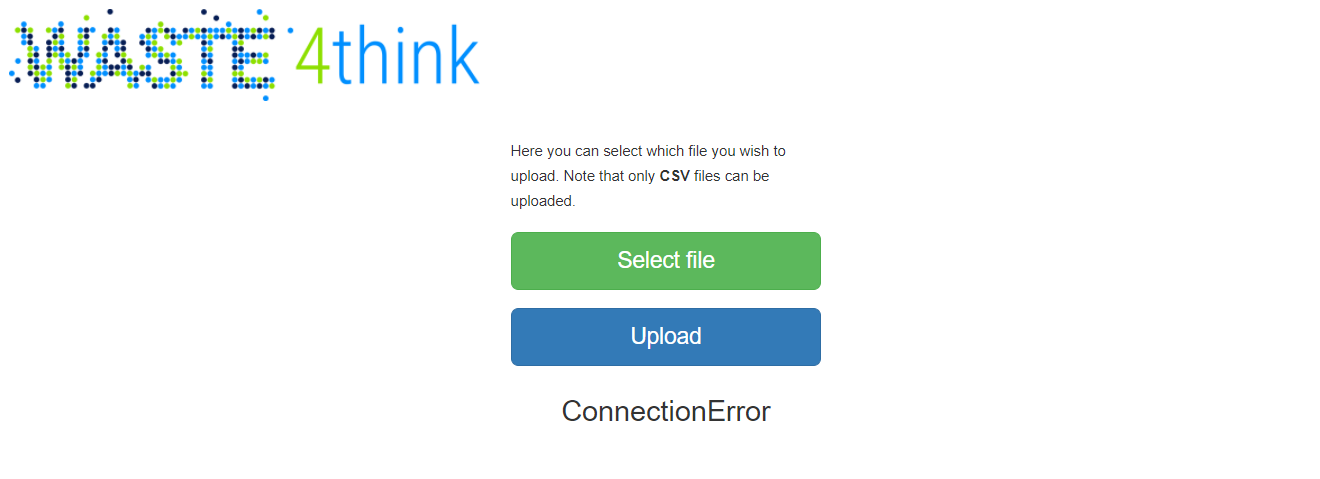 WASTE 4think
Here you can select which file you wish to
upload. Note that only CSV files can be
uploaded.
Select file
Upload
ConnectionError